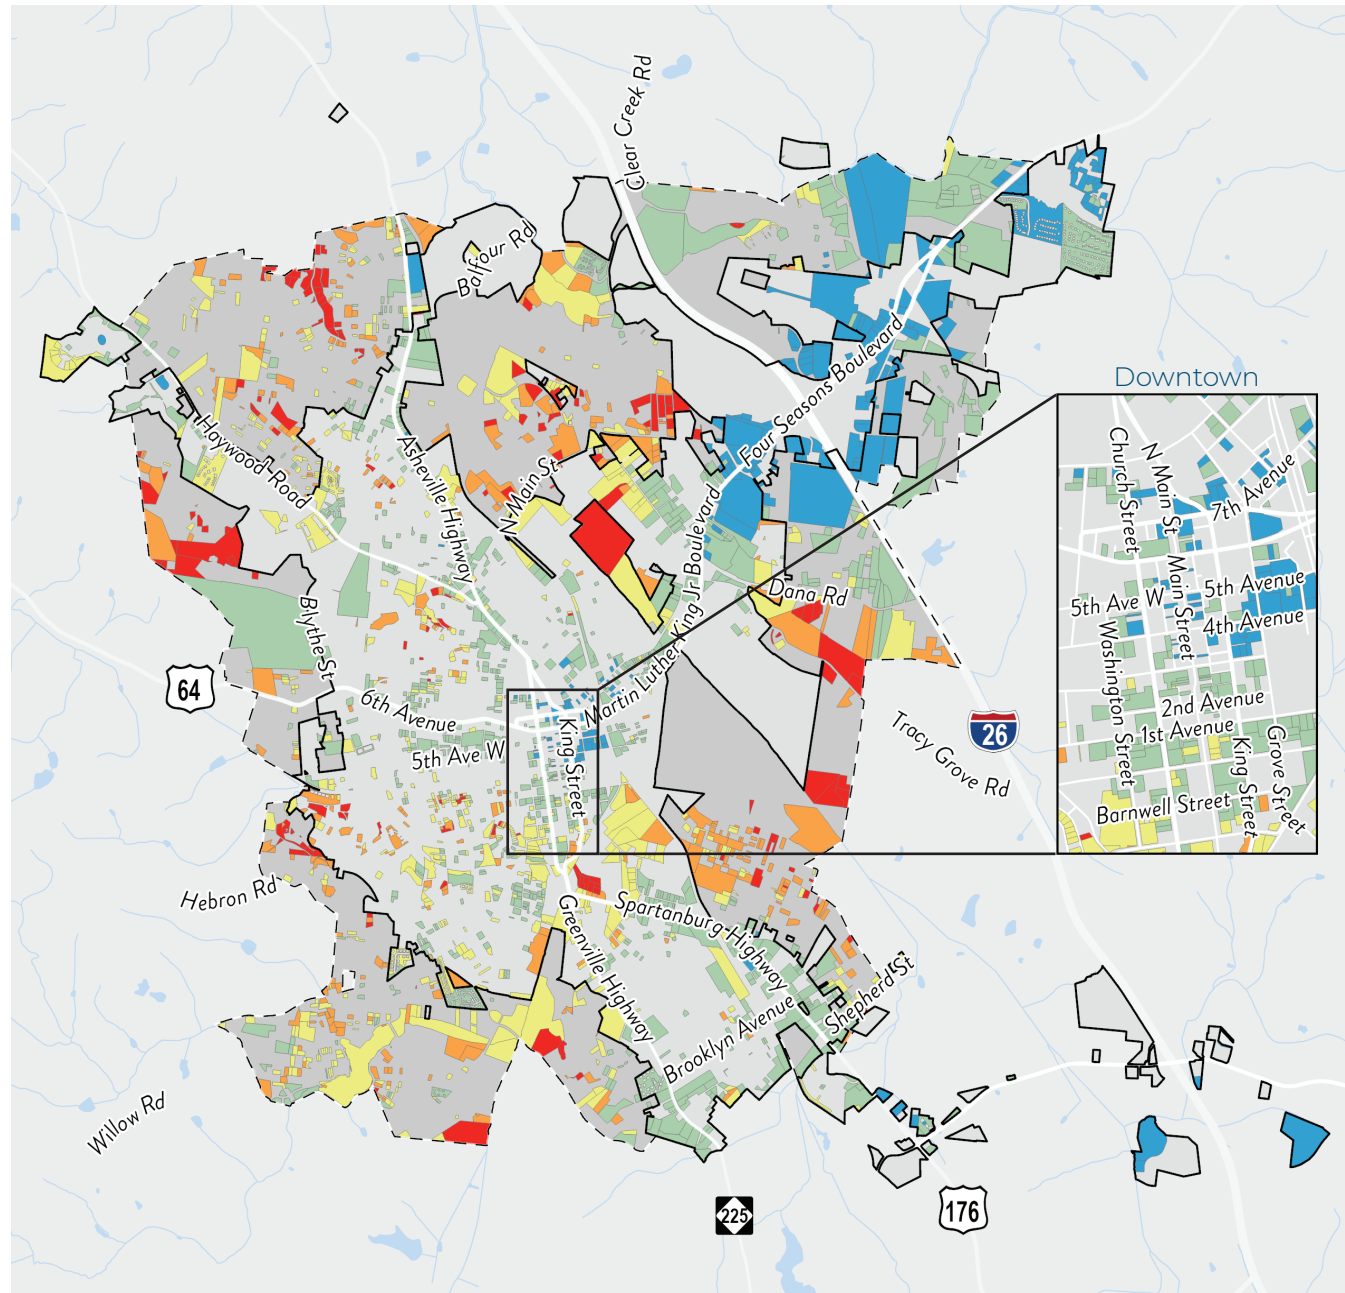 Clear Creek Rd
Balfour Rd
Four Seasons Boulevard
Downtown
Haywood Road
Asheville Highway
N Main St
Martin Luther King Jr Boulevard
Dana Rd
Blythe St
64
6th Avenue
5th Ave W
King Street
Tracy Grove Rd
26
Hebron Rd
Greenville Highway
Spartanburg Highway
Shepherd St
Brooklyn Avenue
Willow Rd
225
176
Church Street
N Main St
7th Avenue
Main Street
5th Avenue
5th Ave W
4th Avenue
Washington Street
2nd Avenue
1st Avenue
King Street
Grove Street
Barnwell Street